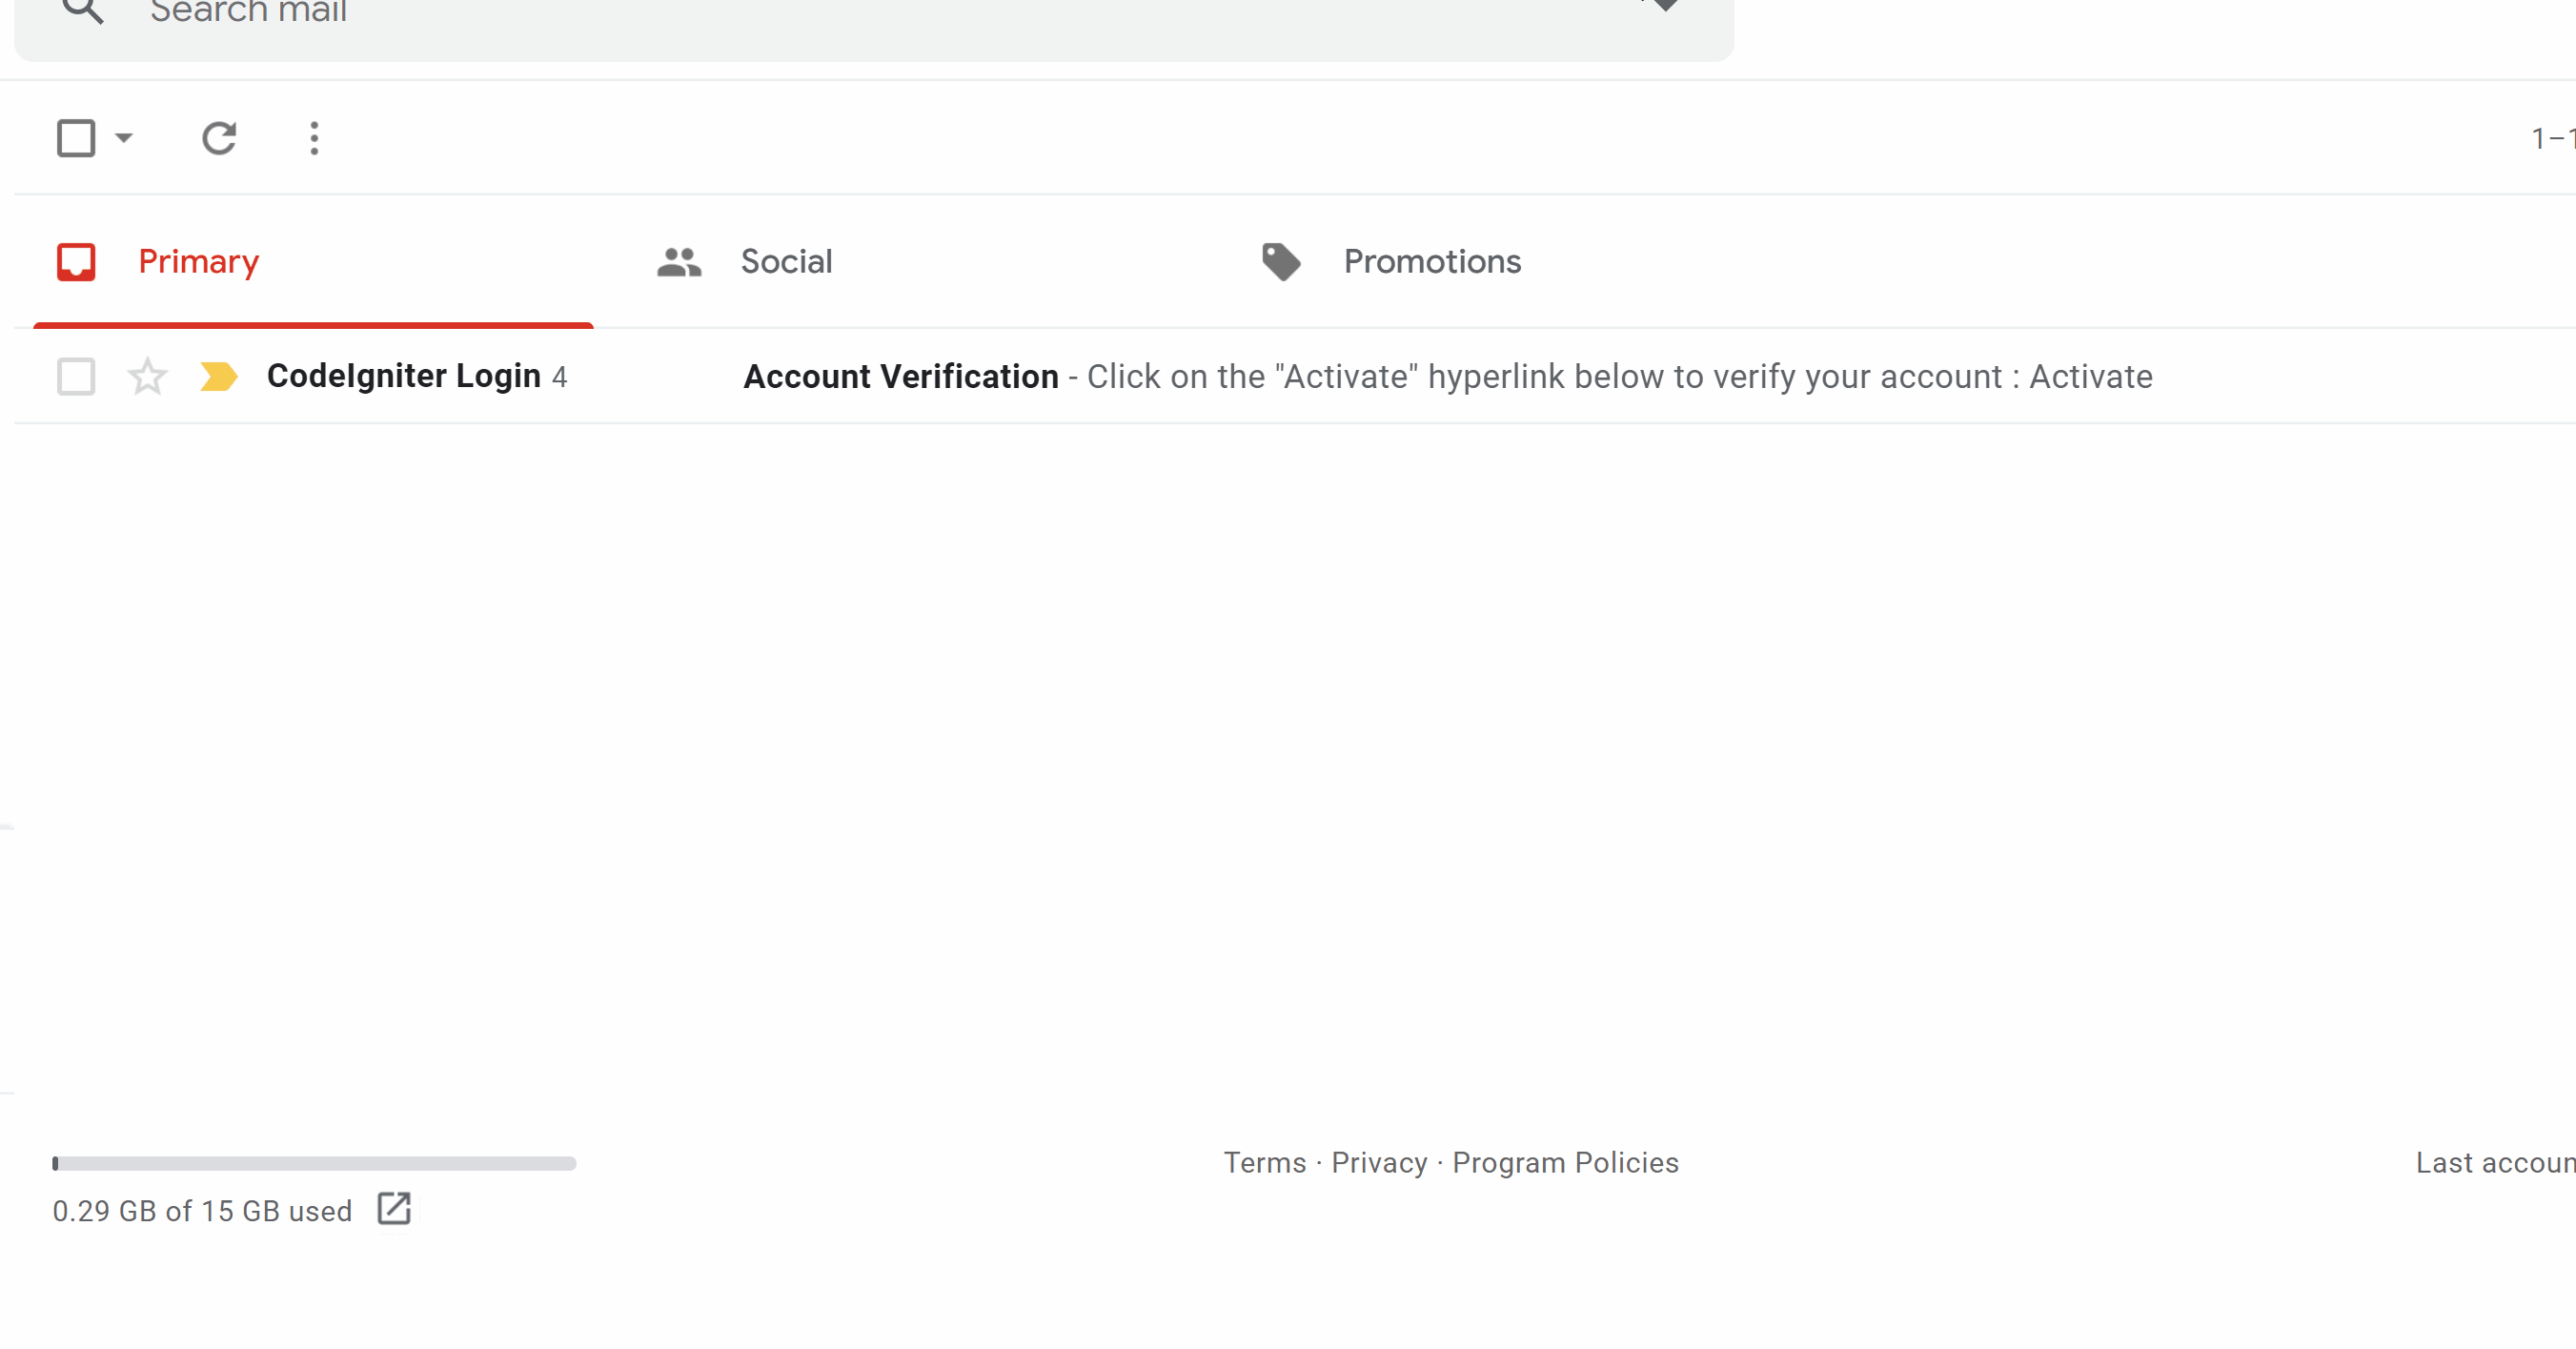 Search mail
1–1
Primary
Social
Promotions
CodeIgniter Login 4
Account Verification - Click on the "Activate" hyperlink below to verify your account : Activate
Terms · Privacy · Program Policies
Last accoun
0.29 GB of 15 GB used